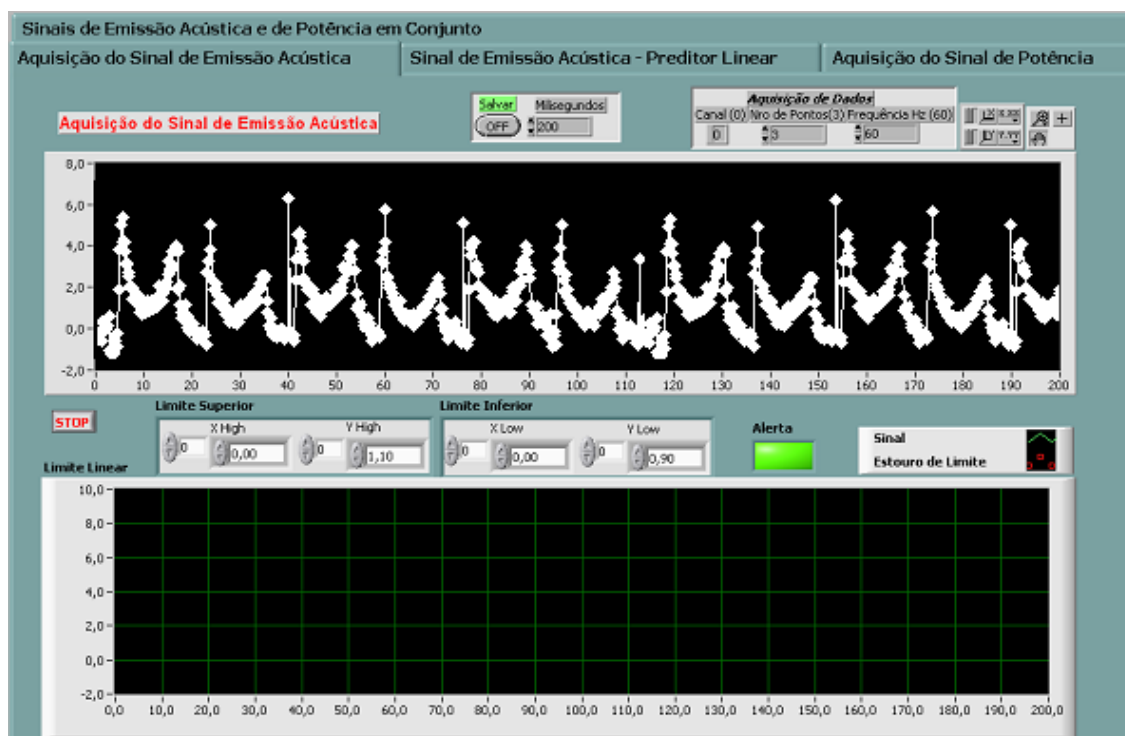 Sinais de Emissão Acústica e de Potência em Conjunto
Aquisição do Sinal de Emissão Acústica
Sinal de Emissão Acústica - Preditor Linear
Aquisição do Sinal de Potência
Aquisição do Sinal de Emissão Acústica
Salvar Milisegundos
OFF 200
Aquisição de Dados
Canal (0) Nro de Pontos(3) Frequência Hz (60)
0 3 60
8,0
6,0
4,0
2,0
0,0
-2,0
0 10 20 30 40 50 60 70 80 90 100 110 120 130 140 150 160 170 180 190 200
STOP
Limite Superior
X High Y High
0 0,00 0 1,10
Limite Inferior
X Low Y Low
0 0,00 0 0,90
Alerta
Sinal
Estouro de Limite
Limite Linear
10,0
8,0
6,0
4,0
2,0
0,0
-2,0
0,0 10,0 20,0 30,0 40,0 50,0 60,0 70,0 80,0 90,0 100,0 110,0 120,0 130,0 140,0 150,0 160,0 170,0 180,0 190,0 200,0